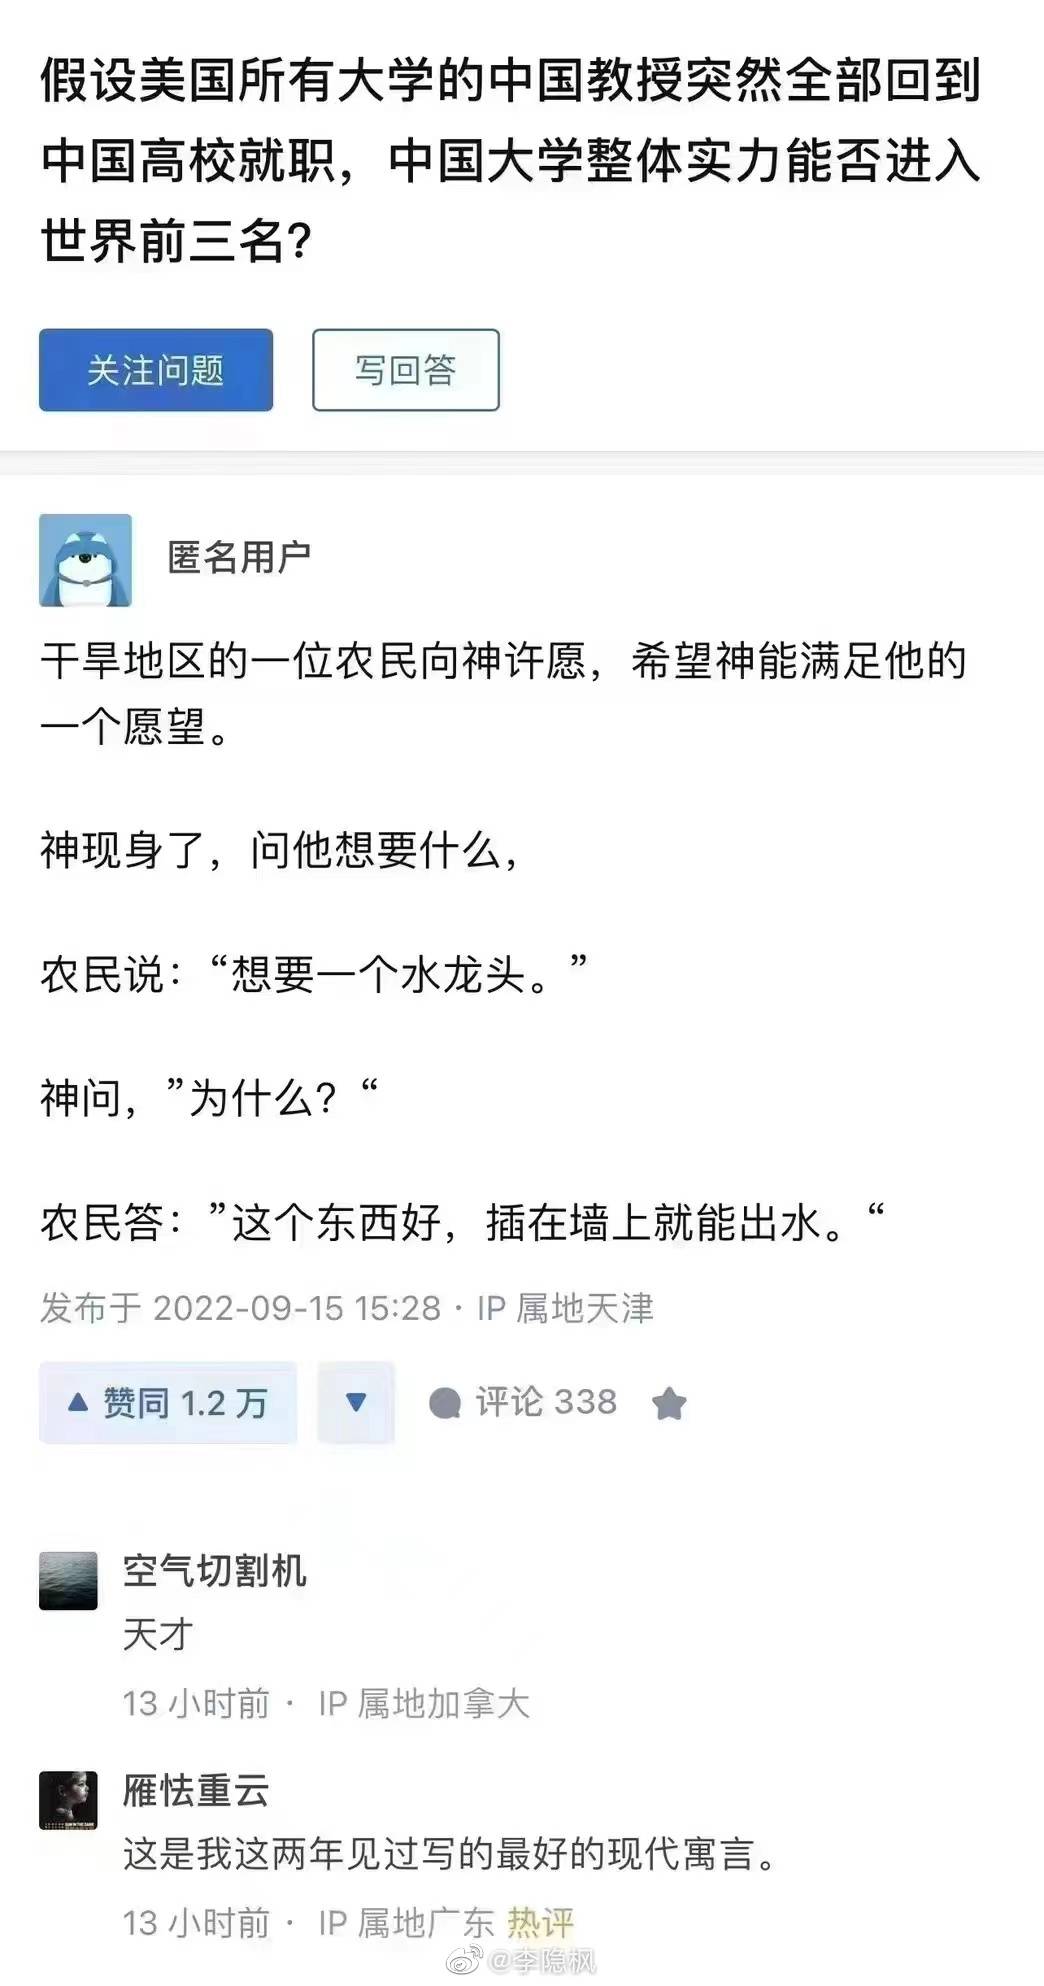 假设美国所有大学的中国教授突然全部回到
中国高校就职，中国大学整体实力能否进入
世界前三名?
关注问题
写回答
匿名用户
干旱地区的一位农民向神许愿，希望神能满足他的
一个愿望。
神现身了，问他想要什么，
农民说：“想要一个水龙头。”
神问，”为什么？“
农民答：”这个东西好，插在墙上就能出水。“
发布于 2022-09-15 15:28 · IP 属地天津
赞同 1.2 万
评论 338
空气切割机
天才
13 小时前 · IP 属地加拿大
雁怯重云
这是我这两年见过写的最好的现代寓言。
13 小时前 · IP 属地广东 热评
@李隐枫